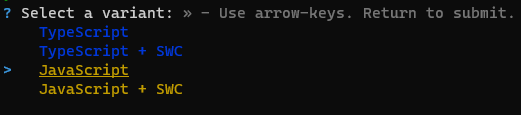 ? Select a variant: » - Use arrow-keys. Return to submit.
TypeScript
TypeScript + SWC
> JavaScript
JavaScript + SWC